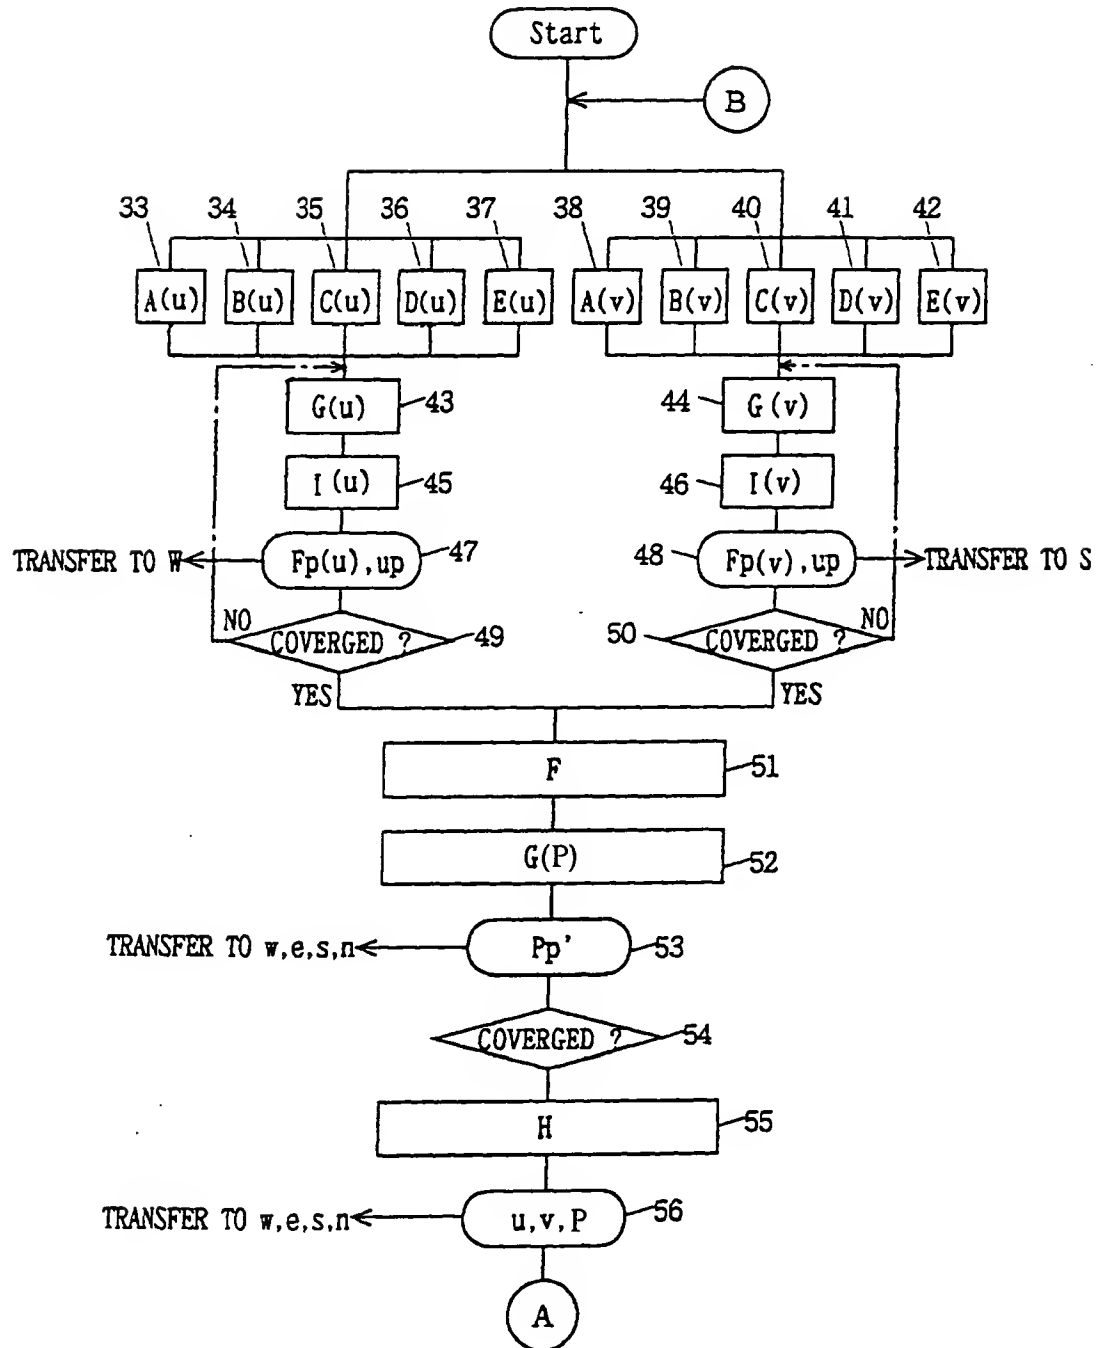 Start
B
33 34 35 36 37 38 39 40 41 42
A(u) B(u) C(u) D(u) E(u) A(v) B(v) C(v) D(v) E(v)
G(u) 43 44 G(v)
I(u) 45 46 I(v)
TRANSFER TO W Fp(u),up 47 48 Fp(v),up TRANSFER TO S
NO COVERGED ? 49 50 COVERGED ? NO
YES YES
F 51
G(P) 52
TRANSFER TO w,e,s,n Pp' 53
COVERGED ? 54
H 55
TRANSFER TO w,e,s,n u,v,P 56
A